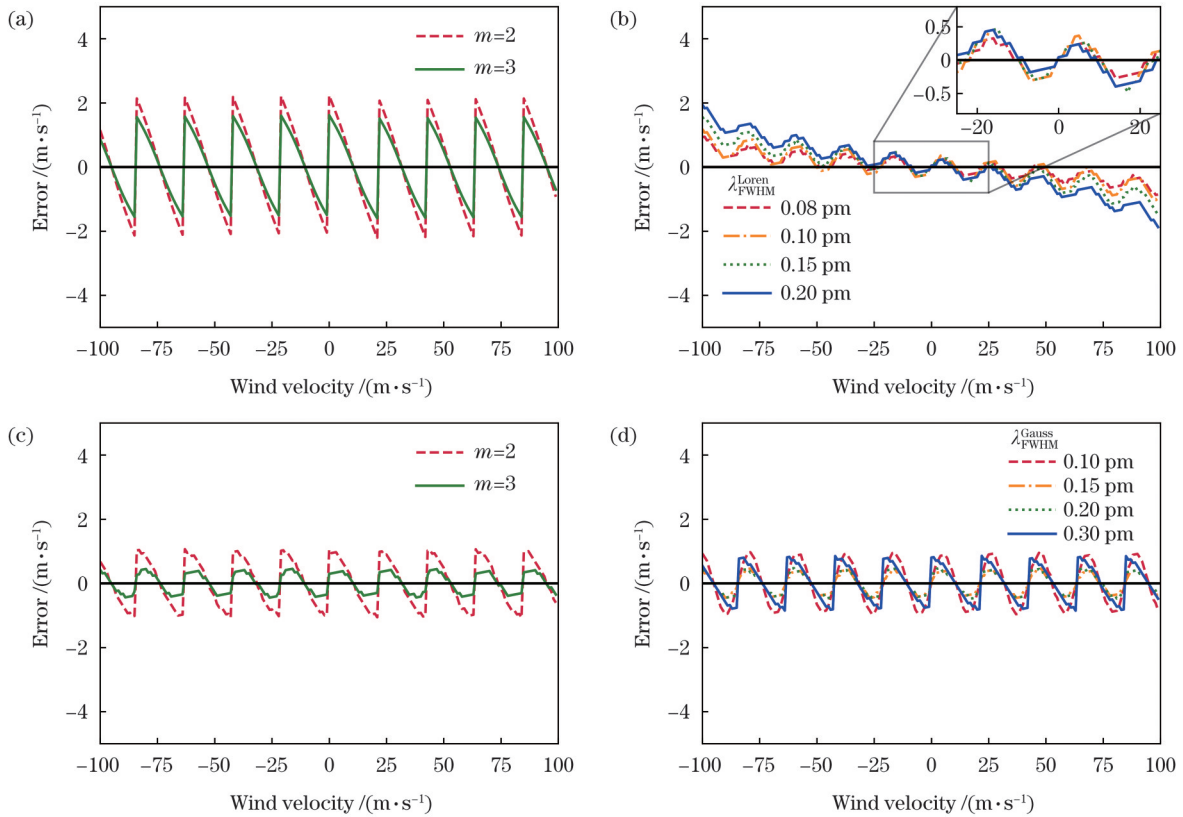 (a)
m=2
m=3
4
2
0
−2
−4
Error /(m·s⁻¹)
−100 −75 −50 −25 0 25 50 75 100
Wind velocity /(m·s⁻¹)
(b)
0.5
0
−0.5
−20 0 20
λ Loren FWHM
0.08 pm
0.10 pm
0.15 pm
0.20 pm
4
2
0
−2
−4
Error /(m·s⁻¹)
−100 −75 −50 −25 0 25 50 75 100
Wind velocity /(m·s⁻¹)
(c)
m=2
m=3
4
2
0
−2
−4
Error /(m·s⁻¹)
−100 −75 −50 −25 0 25 50 75 100
Wind velocity /(m·s⁻¹)
(d)
λ Gauss FWHM
0.10 pm
0.15 pm
0.20 pm
0.30 pm
4
2
0
−2
−4
Error /(m·s⁻¹)
−100 −75 −50 −25 0 25 50 75 100
Wind velocity /(m·s⁻¹)